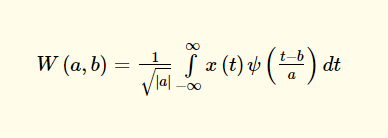 W (a, b) = 1/√|a| ∫_{-∞}^{∞} x (t) ψ ((t−b)/a) dt